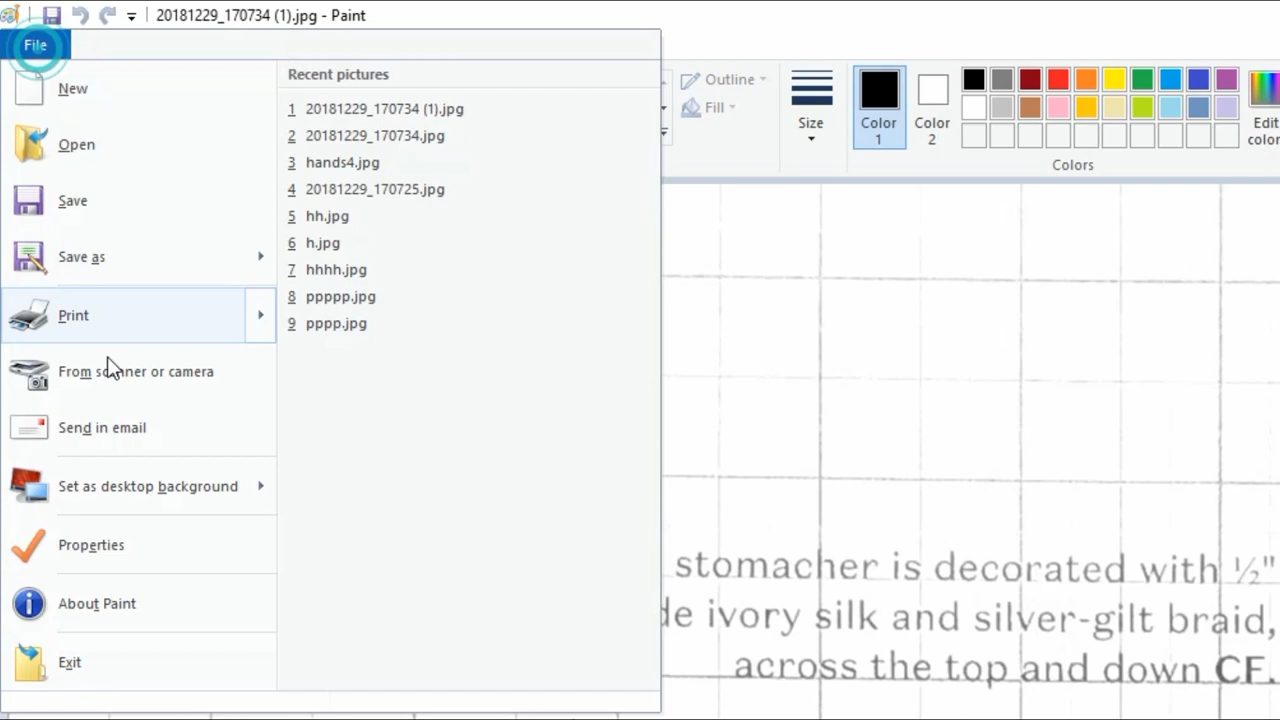 20181229_170734 (1).jpg - Paint
File
Recent pictures
New
1 20181229_170734 (1).jpg
2 20181229_170734.jpg
Open
3 hands4.jpg
4 20181229_170725.jpg
Save
5 hh.jpg
6 h.jpg
Save as
7 hhhh.jpg
8 ppppp.jpg
Print
9 pppp.jpg
From scanner or camera
Send in email
Set as desktop background
Properties
About Paint
Exit
Outline
Fill
Size
Color 1
Color 2
Edit
Colors
stomacher is decorated with ½"
ivory silk and silver-gilt braid,
across the top and down CF.